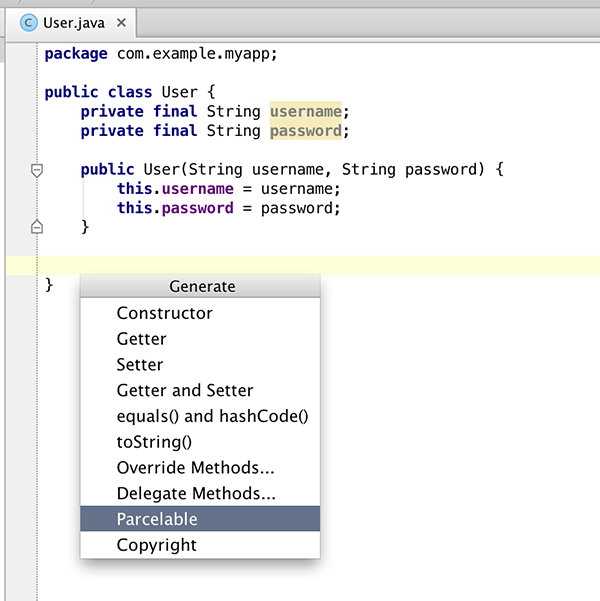 User.java
package com.example.myapp;
public class User {
private final String username;
private final String password;
public User(String username, String password) {
this.username = username;
this.password = password;
}
}
Generate
Constructor
Getter
Setter
Getter and Setter
equals() and hashCode()
toString()
Override Methods...
Delegate Methods...
Parcelable
Copyright